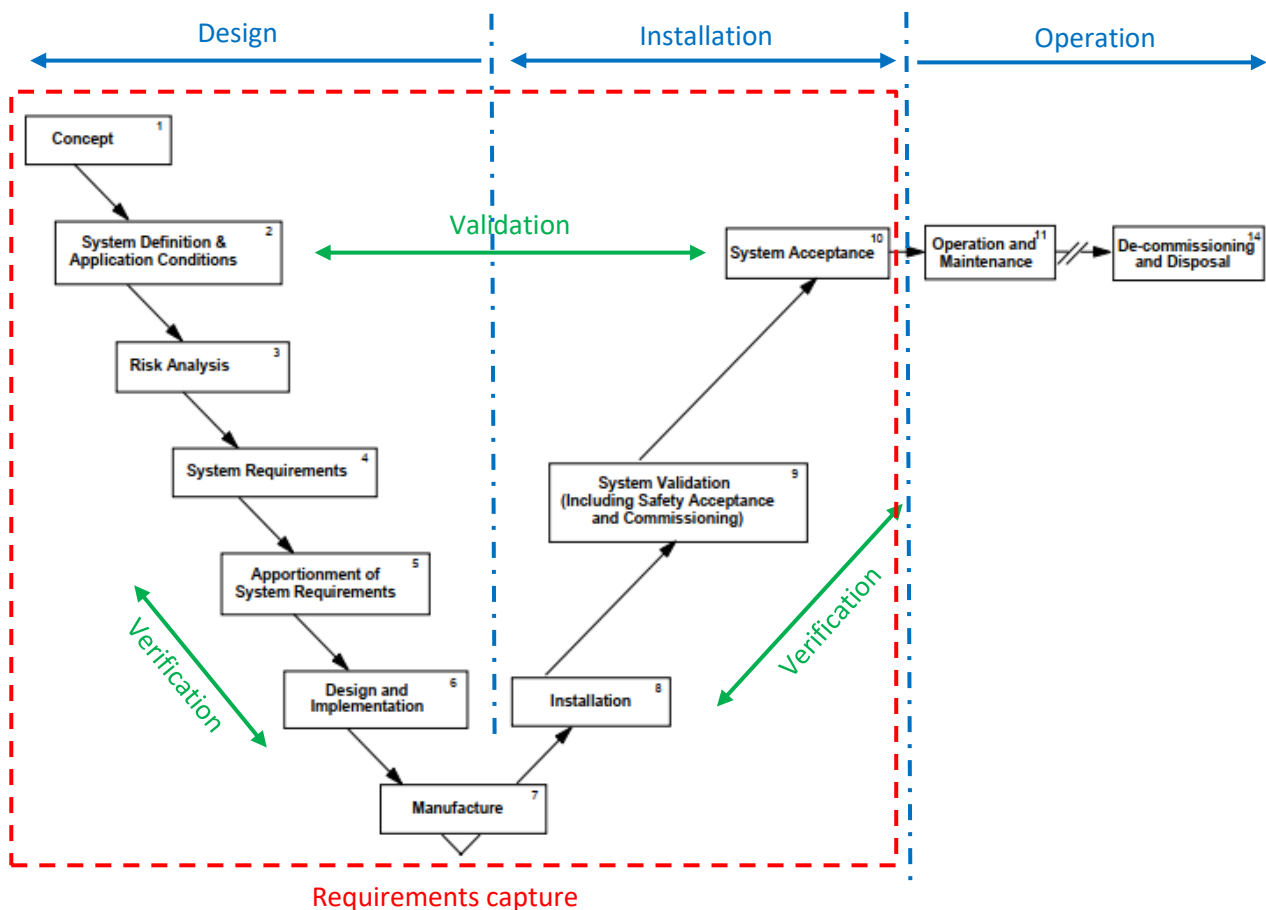 Design
Installation
Operation
Concept
1
System Definition &
Application Conditions
2
Validation
System Acceptance
10
Operation and
Maintenance
11
De-commissioning
and Disposal
14
Risk Analysis
3
System Requirements
4
System Validation
(Including Safety Acceptance
and Commissioning)
9
Apportionment of
System Requirements
5
Verification
Verification
Design and
Implementation
6
Installation
8
Manufacture
7
Requirements capture